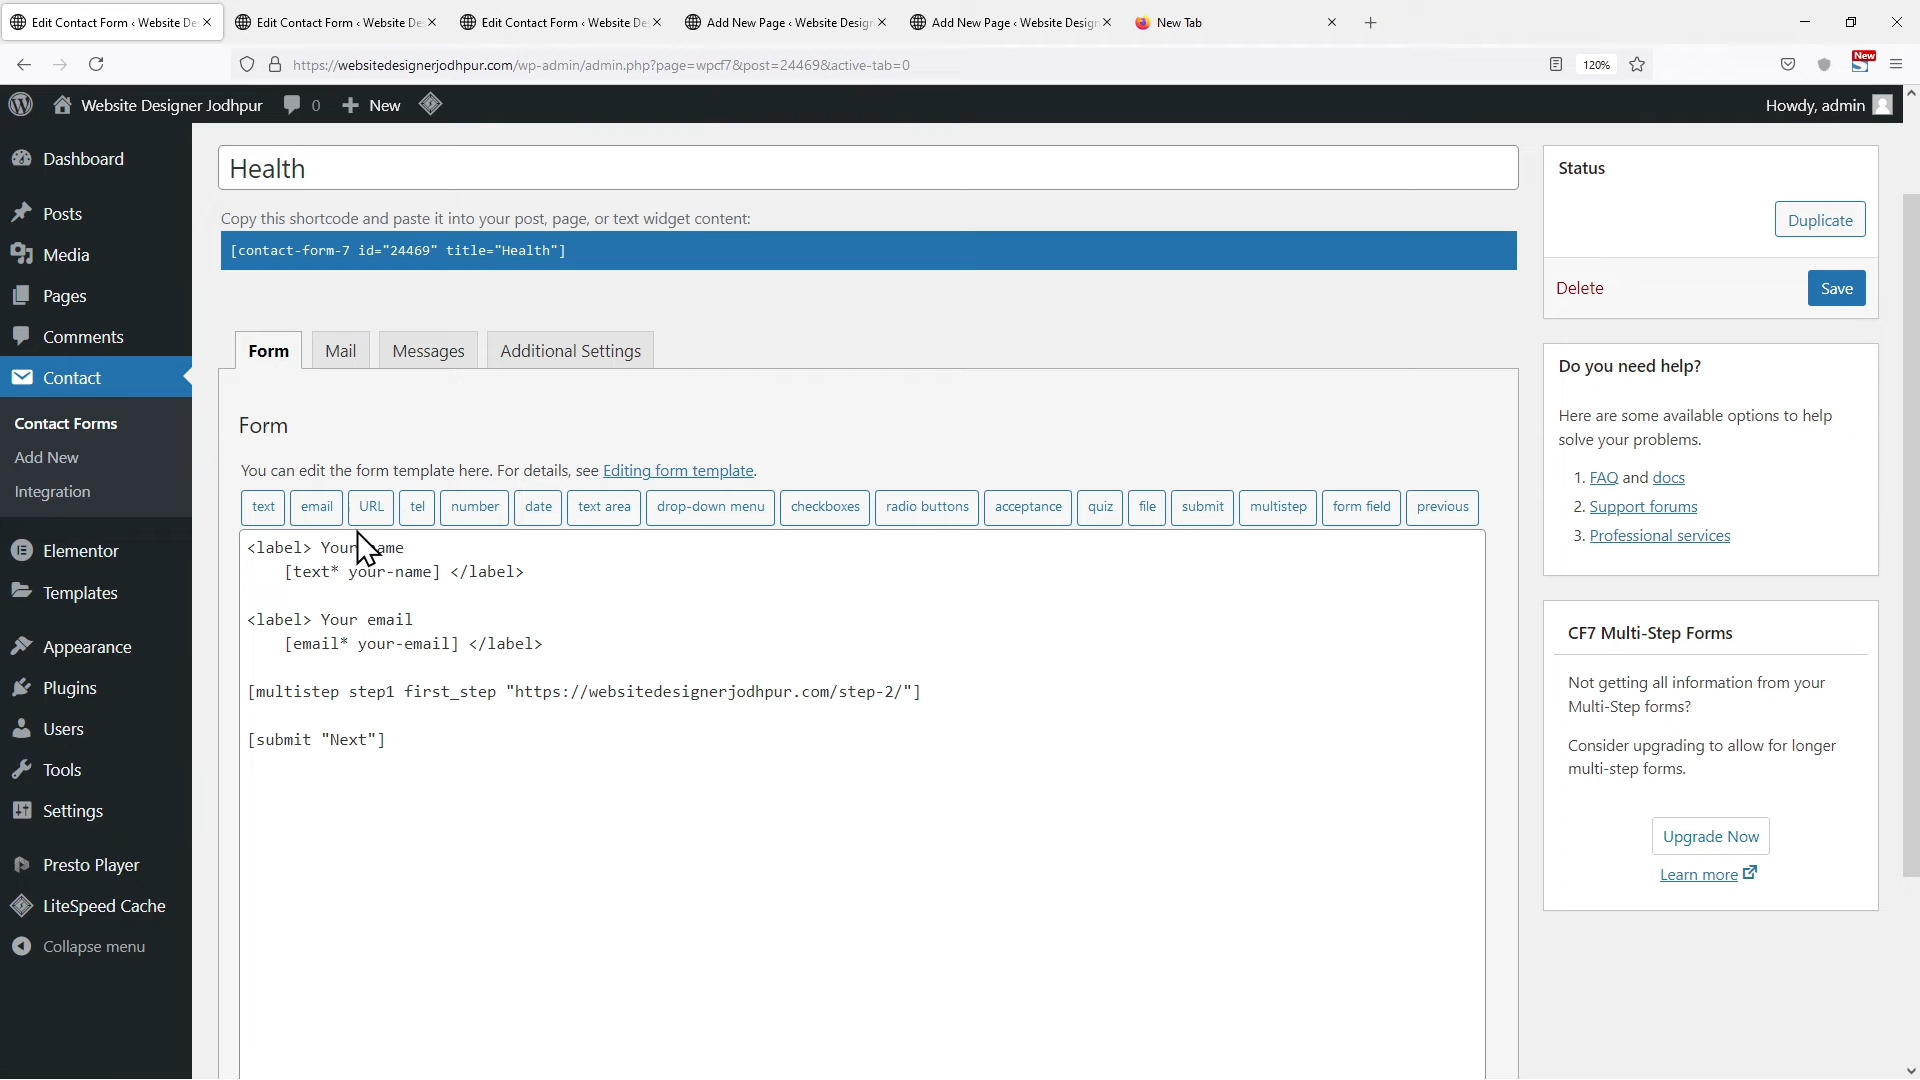 Edit Contact Form ‹ Website De
Edit Contact Form ‹ Website De
Edit Contact Form ‹ Website De
Add New Page ‹ Website Design
Add New Page ‹ Website Design
New Tab
https://websitedesignerjodhpur.com/wp-admin/admin.php?page=wpcf7&post=24469&active-tab=0
120%
New
Website Designer Jodhpur
0
New
Howdy, admin
Dashboard
Posts
Media
Pages
Comments
Contact
Contact Forms
Add New
Integration
Elementor
Templates
Appearance
Plugins
Users
Tools
Settings
Presto Player
LiteSpeed Cache
Collapse menu
Health
Copy this shortcode and paste it into your post, page, or text widget content:
[contact-form-7 id="24469" title="Health"]
Form
Mail
Messages
Additional Settings
Form
You can edit the form template here. For details, see Editing form template.
text
email
URL
tel
number
date
text area
drop-down menu
checkboxes
radio buttons
acceptance
quiz
file
submit
multistep
form field
previous
<label> Your name
[text* your-name] </label>
<label> Your email
[email* your-email] </label>
[multistep step1 first_step "https://websitedesignerjodhpur.com/step-2/"]
[submit "Next"]
Status
Duplicate
Delete
Save
Do you need help?
Here are some available options to help
solve your problems.
1. FAQ and docs
2. Support forums
3. Professional services
CF7 Multi-Step Forms
Not getting all information from your
Multi-Step forms?
Consider upgrading to allow for longer
multi-step forms.
Upgrade Now
Learn more